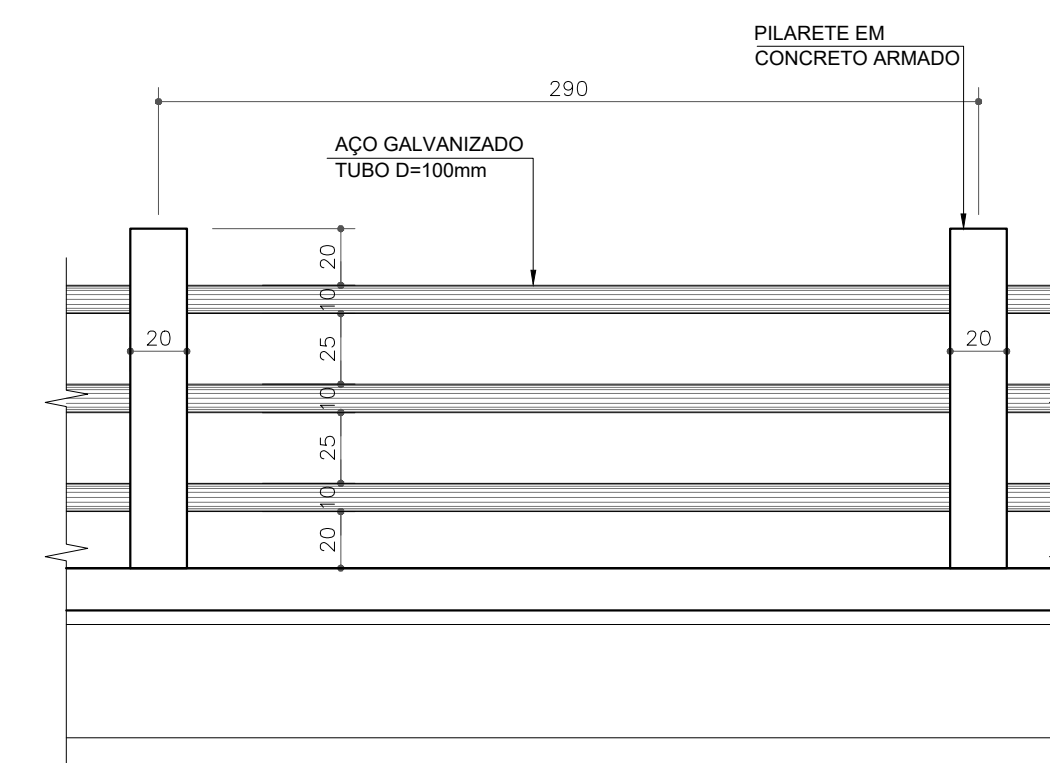 PILARETE EM
CONCRETO ARMADO
290
AÇO GALVANIZADO
TUBO D=100mm
20
10
20
25
20
10
25
10
20